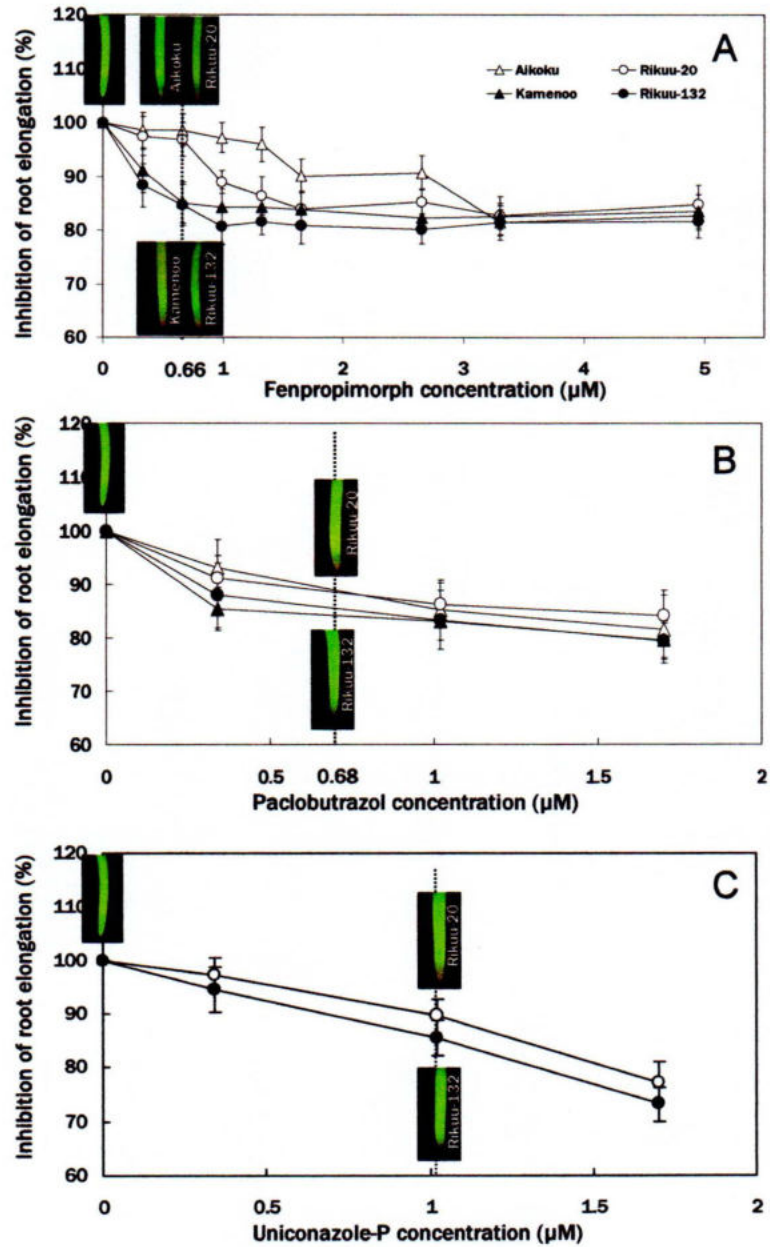 A
Inhibition of root elongation (%)
120
110
100
90
80
70
60
Aikoku
Rikuu-20
Aikoku
Rikuu-20
Kamenoo
Rikuu-132
Kamenoo
Rikuu-132
0
0.66
1
2
3
4
5
Fenpropimorph concentration (µM)
B
Inhibition of root elongation (%)
120
110
100
90
80
70
60
Rikuu-20
Rikuu-132
0
0.5
0.68
1
1.5
2
Paclobutrazol concentration (µM)
C
Inhibition of root elongation (%)
120
110
100
90
80
70
60
Rikuu-20
Rikuu-132
0
0.5
1
1.5
2
Uniconazole-P concentration (µM)